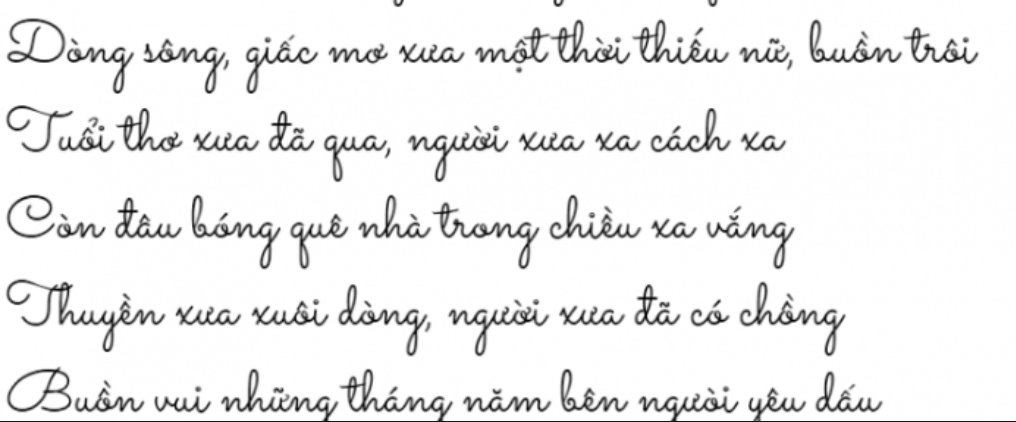 Dòng sông, giấc mơ xưa một thời thiếu nữ, buồn trôi
Tuổi thơ xưa đã qua, người xưa xa cách xa
Còn đâu bóng quê nhà trong chiều xa vắng
Thuyền xưa xuôi dòng, người xưa đã có chồng
Buồn vui những tháng năm bên người yêu dấu